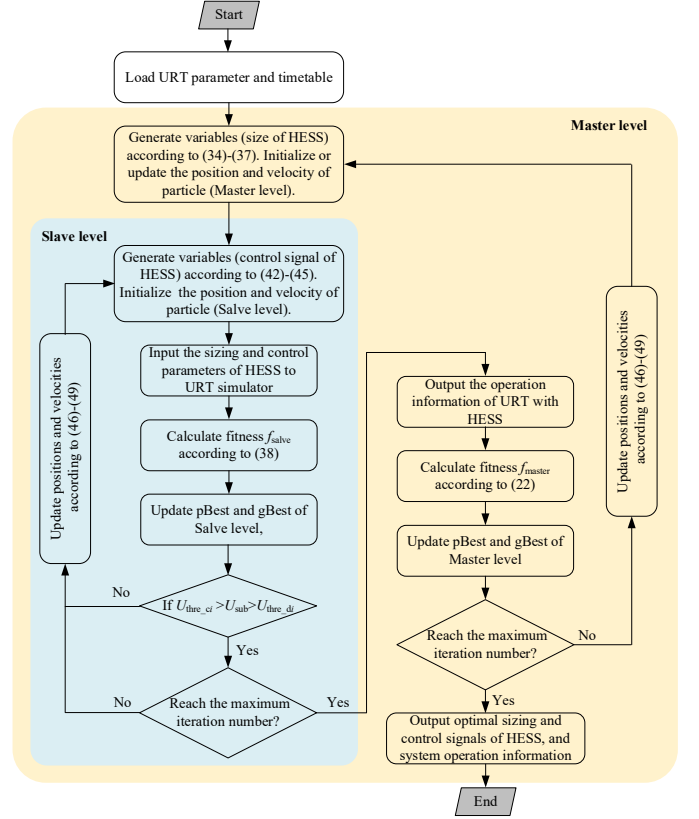 Start
Load URT parameter and timetable
Master level
Generate variables (size of HESS)
according to (34)-(37). Initialize or
update the position and velocity of
particle (Master level).
Slave level
Generate variables (control signal of
HESS) according to (42)-(45).
Initialize the position and velocity of
particle (Salve level).
Update positions and velocities
according to (46)-(49)
Input the sizing and control
parameters of HESS to
URT simulator
Calculate fitness fsalve
according to (38)
Update pBest and gBest of
Salve level,
If Uthre_ci >Usub>Uthre_di
No
Yes
Reach the maximum
iteration number?
No
Yes
Output the operation
information of URT with
HESS
Calculate fitness fmaster
according to (22)
Update pBest and gBest of
Master level
Reach the maximum
iteration number?
No
Yes
Update positions and velocities
according to (46)-(49)
Output optimal sizing and
control signals of HESS, and
system operation information
End